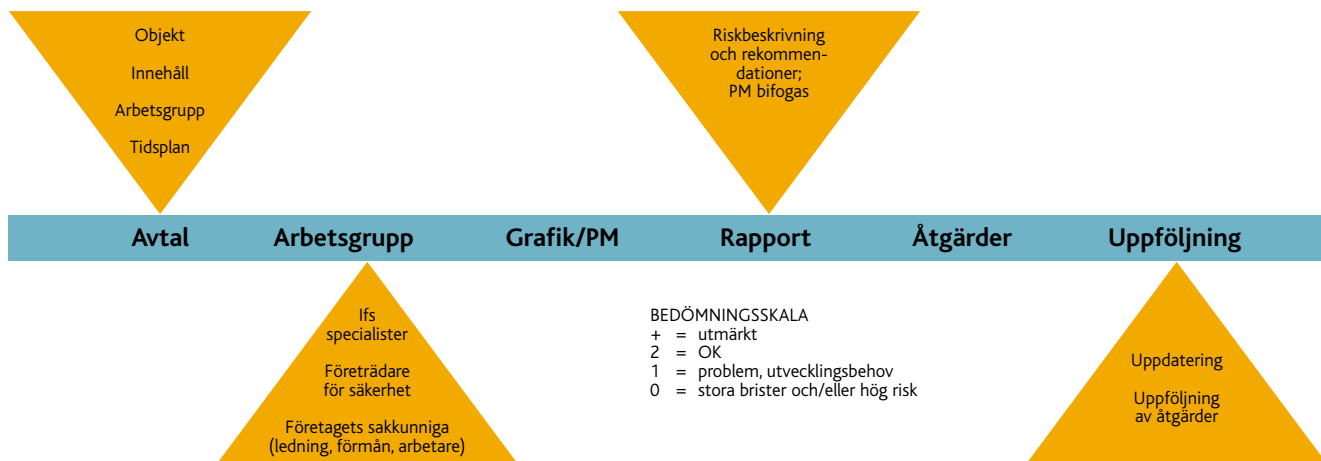 Objekt
Innehåll
Arbetsgrupp
Tidsplan
Riskbeskrivning
och rekommen-
dationer;
PM bifogas
Avtal Arbetsgrupp Grafik/PM Rapport Åtgärder Uppföljning
Ifs
specialister
Företrädare
för säkerhet
Företagets sakkunniga
(ledning, förmån, arbetare)
BEDÖMNINGSSKALA
+ = utmärkt
2 = OK
1 = problem, utvecklingsbehov
0 = stora brister och/eller hög risk
Uppdatering
Uppföljning
av åtgärder